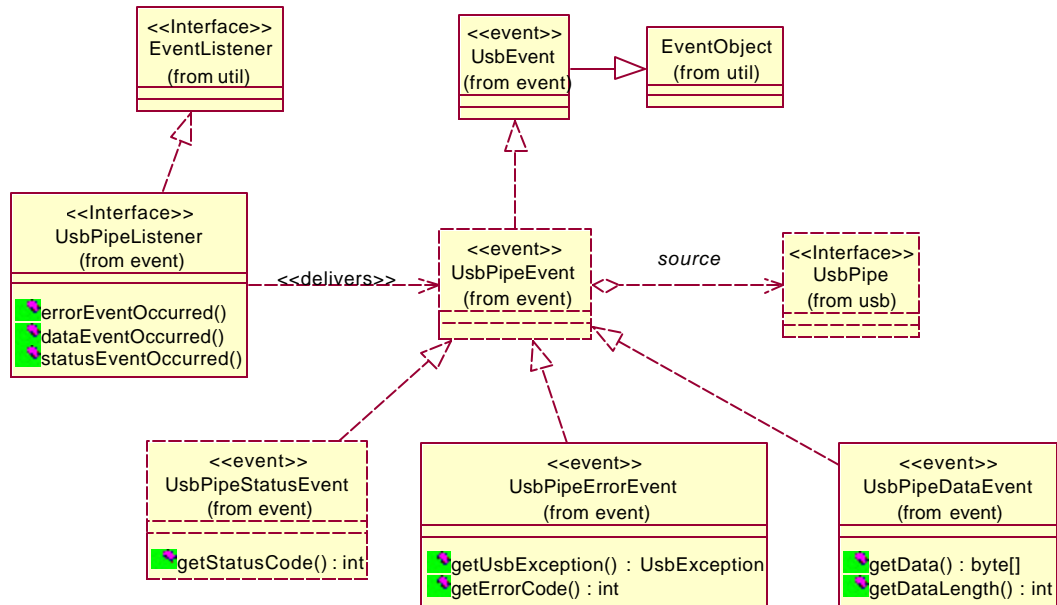 <<Interface>>
EventListener
(from util)
<<event>>
UsbEvent
(from event)
EventObject
(from util)
<<Interface>>
UsbPipeListener
(from event)
errorEventOccurred()
dataEventOccurred()
statusEventOccurred()
<<delivers>>
<<event>>
UsbPipeEvent
(from event)
source
<<Interface>>
UsbPipe
(from usb)
<<event>>
UsbPipeStatusEvent
(from event)
getStatusCode() : int
<<event>>
UsbPipeErrorEvent
(from event)
getUsbException() : UsbException
getErrorCode() : int
<<event>>
UsbPipeDataEvent
(from event)
getData() : byte[]
getDataLength() : int